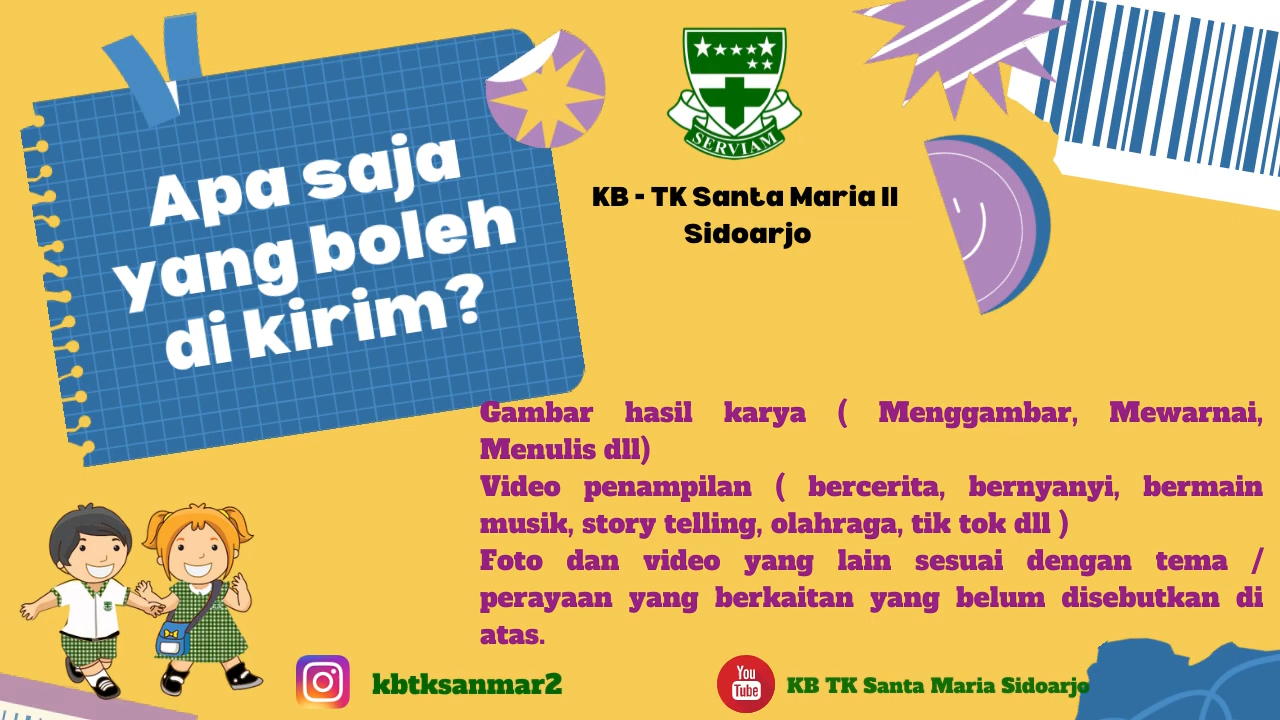 Apa saja
yang boleh
di kirim?
SERVIAM
KB - TK Santa Maria II
Sidoarjo
Gambar hasil karya ( Menggambar, Mewarnai,
Menulis dll)
Video penampilan ( bercerita, bernyanyi, bermain
musik, story telling, olahraga, tik tok dll )
Foto dan video yang lain sesuai dengan tema /
perayaan yang berkaitan yang belum disebutkan di
atas.
kbtksanmar2
You
Tube
KB TK Santa Maria Sidoarjo